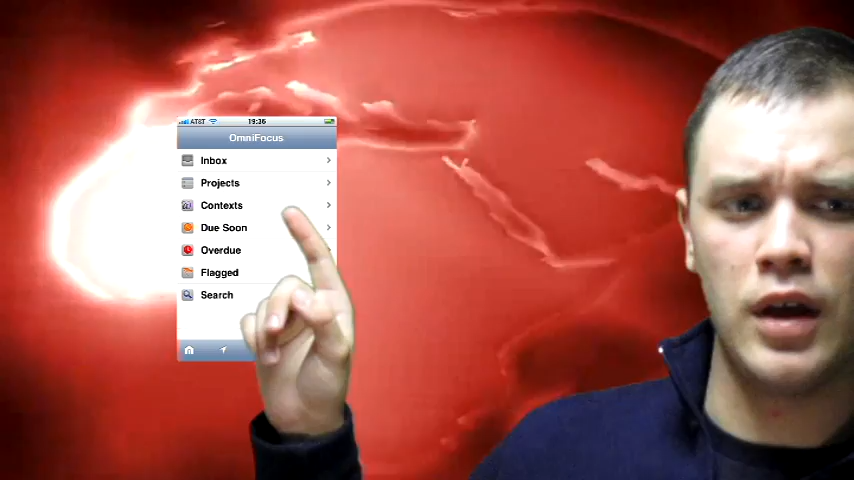 AT&T 19:36
OmniFocus
Inbox
Projects
Contexts
Due Soon
Overdue
Flagged
Search